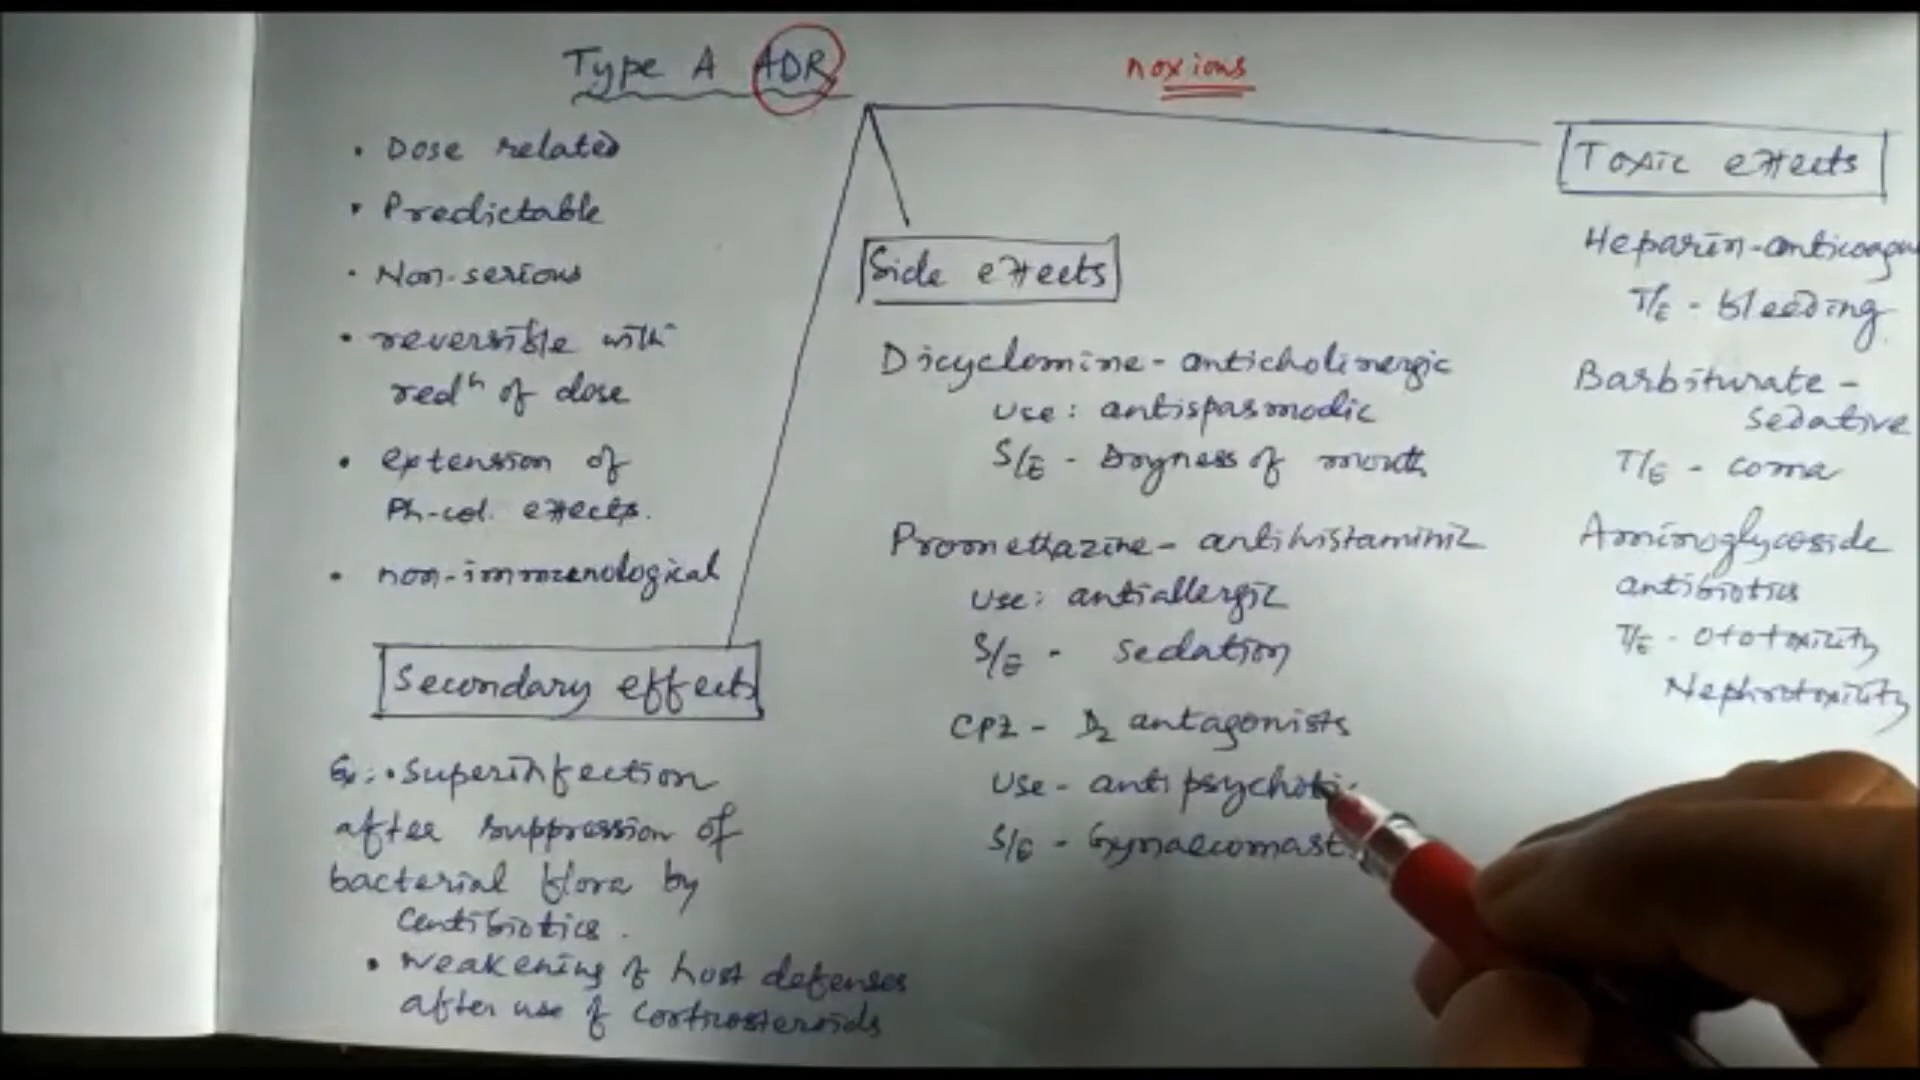 Type A ADR
noxious
• Dose related
• Predictable
• Non-serious
• reversible with
redⁿ of dose
• extension of
Ph-col. effects.
• non-immunological
Secondary effects
Ex:. • Superinfection
after suppression of
bacterial flora by
antibiotics.
• weakening of host defenses
after use of corticosteroids
Side effects
Dicyclomine - anticholinergic
Use: antispasmodic
S/E - Dryness of mouth
Promethazine - antihistaminic
Use: antiallergic
S/E - Sedation
CPZ - D₂ antagonists
Use - antipsychotic
S/E - Gynaecomast
Toxic effects
Heparin - anticoagu
T/E - bleeding
Barbiturate -
sedative
T/E - coma
Aminoglycoside
antibiotics
T/E - ototoxicity
Nephrotoxicity